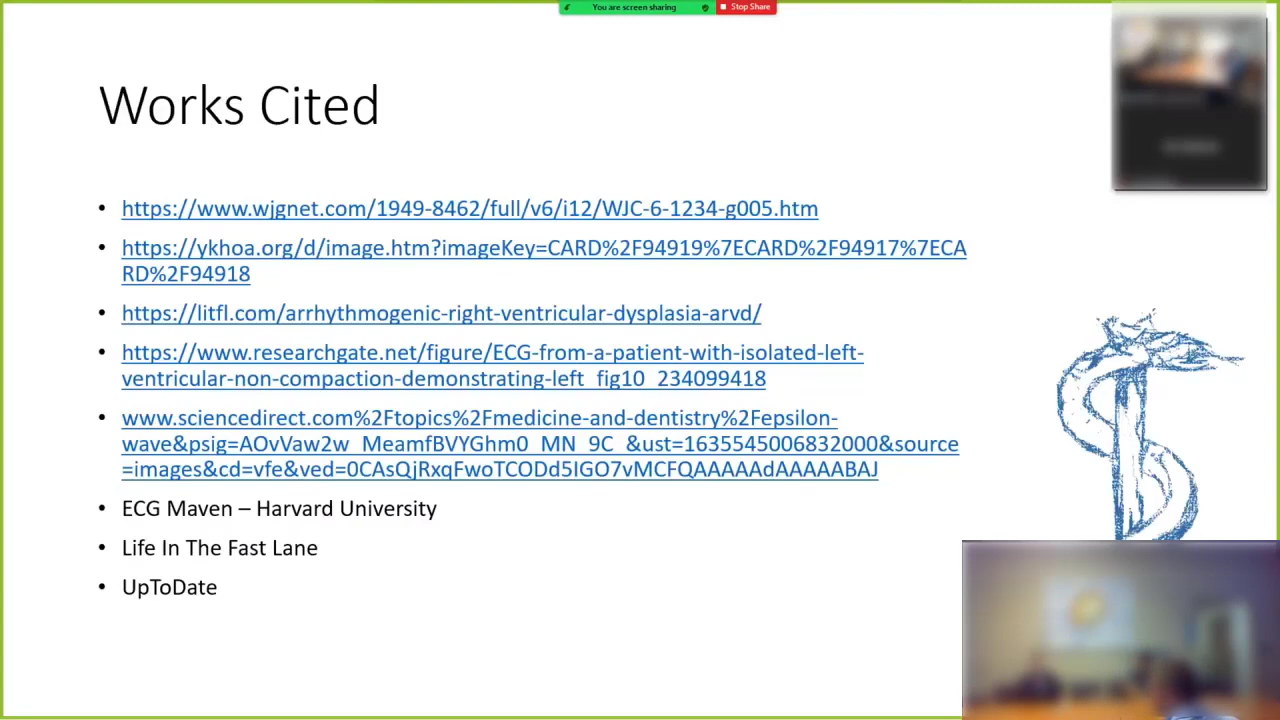 You are screen sharing
Stop Share
Works Cited
• https://www.wjgnet.com/1949-8462/full/v6/i12/WJC-6-1234-g005.htm
• https://ykhoa.org/d/image.htm?imageKey=CARD%2F94919%7ECARD%2F94917%7ECA
RD%2F94918
• https://litfl.com/arrhythmogenic-right-ventricular-dysplasia-arvd/
• https://www.researchgate.net/figure/ECG-from-a-patient-with-isolated-left-
ventricular-non-compaction-demonstrating-left_fig10_234099418
• www.sciencedirect.com%2Ftopics%2Fmedicine-and-dentistry%2Fepsilon-
wave&psig=AOvVaw2w_MeamfBVYGhm0_MN_9C_&ust=1635545006832000&source
=images&cd=vfe&ved=0CAsQjRxqFwoTCODd5IGO7vMCFQAAAAAdAAAAABAJ
• ECG Maven – Harvard University
• Life In The Fast Lane
• UpToDate